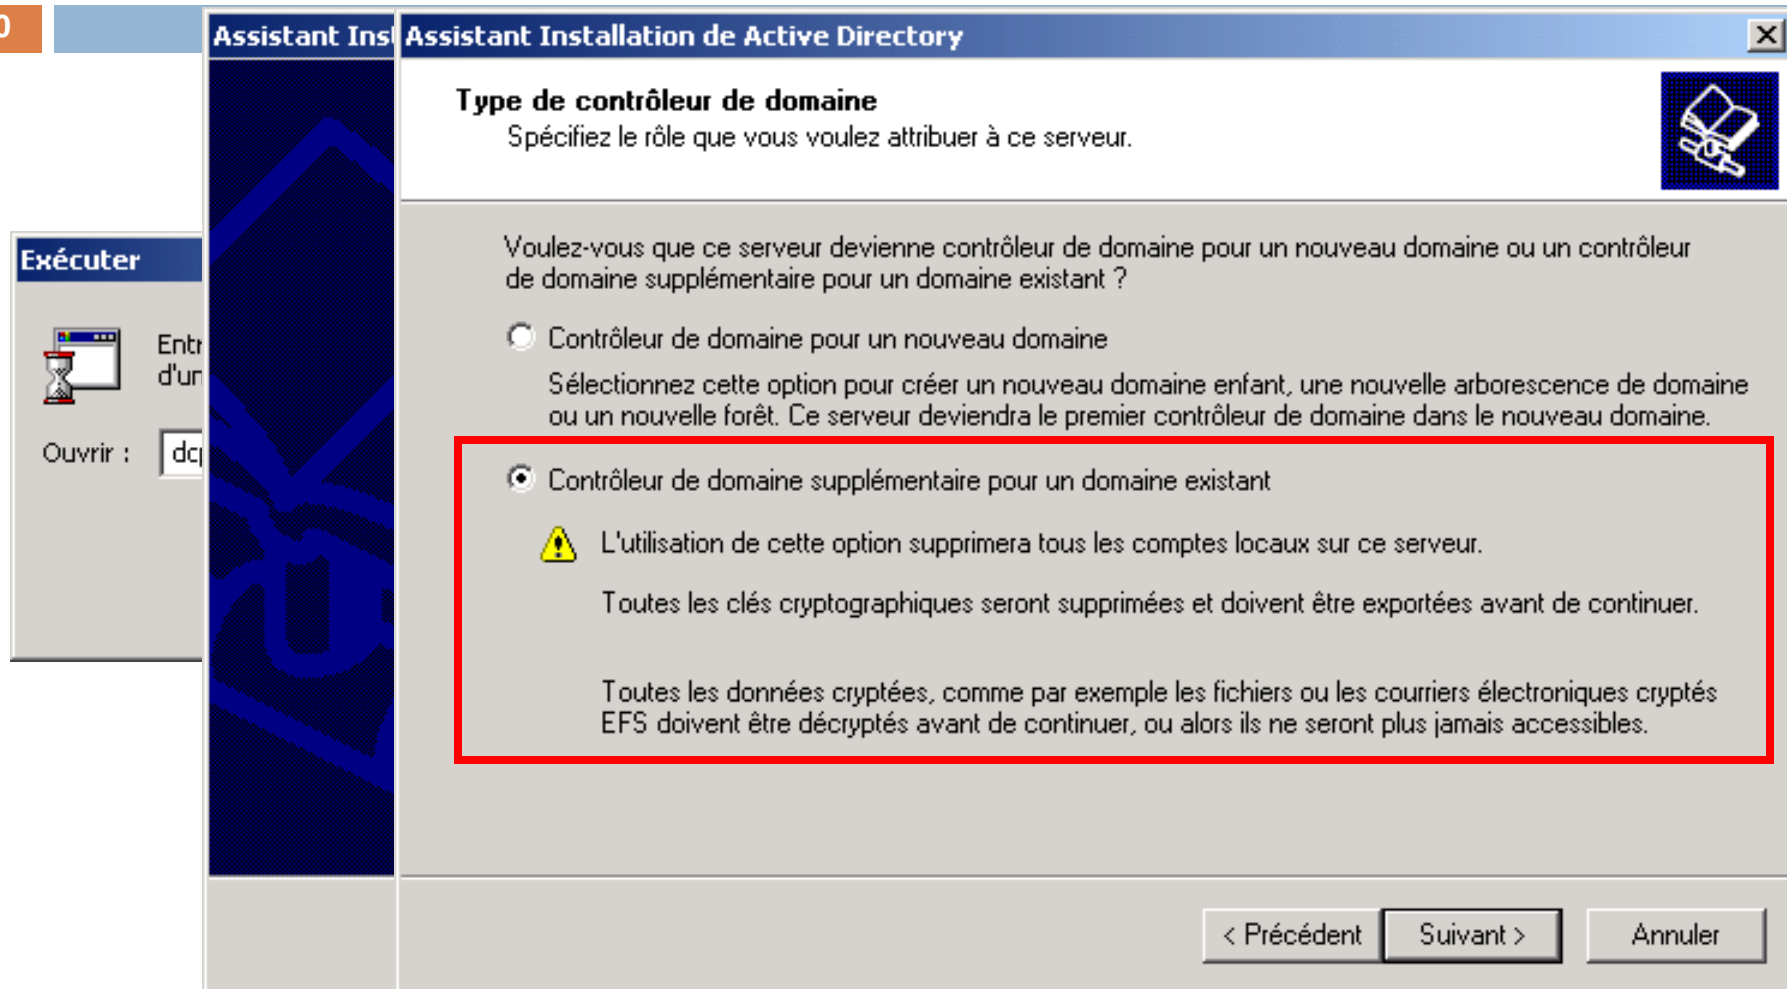 0
Assistant Inst
Assistant Installation de Active Directory
Type de contrôleur de domaine
Spécifiez le rôle que vous voulez attribuer à ce serveur.
Voulez-vous que ce serveur devienne contrôleur de domaine pour un nouveau domaine ou un contrôleur
de domaine supplémentaire pour un domaine existant ?
Contrôleur de domaine pour un nouveau domaine
Sélectionnez cette option pour créer un nouveau domaine enfant, une nouvelle arborescence de domaine
ou un nouvelle forêt. Ce serveur deviendra le premier contrôleur de domaine dans le nouveau domaine.
Contrôleur de domaine supplémentaire pour un domaine existant
L'utilisation de cette option supprimera tous les comptes locaux sur ce serveur.
Toutes les clés cryptographiques seront supprimées et doivent être exportées avant de continuer.
Toutes les données cryptées, comme par exemple les fichiers ou les courriers électroniques cryptés
EFS doivent être décryptés avant de continuer, ou alors ils ne seront plus jamais accessibles.
< Précédent
Suivant >
Annuler
Exécuter
Entr
d'un
Ouvrir :
dcp